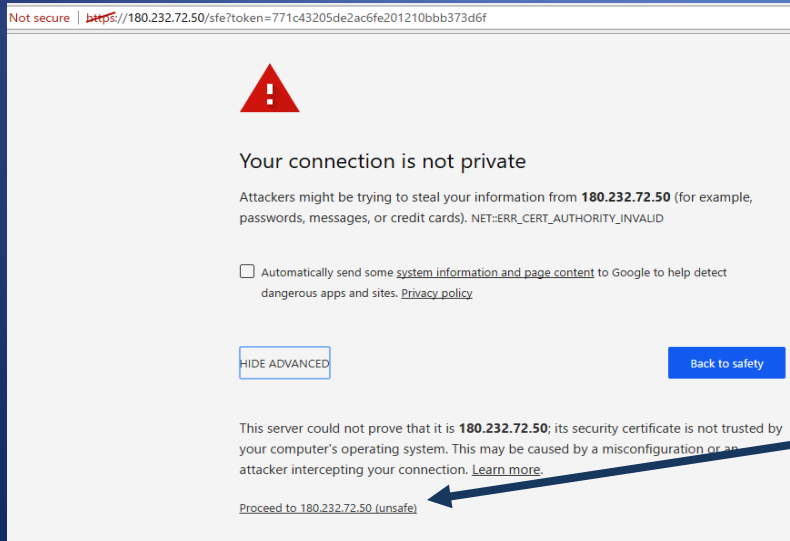 Not secure | https://180.232.72.50/sfe?token=771c43205de2ac6fe201210bbb373d6f
Your connection is not private
Attackers might be trying to steal your information from 180.232.72.50 (for example,
passwords, messages, or credit cards). NET::ERR_CERT_AUTHORITY_INVALID
Automatically send some system information and page content to Google to help detect
dangerous apps and sites. Privacy policy
HIDE ADVANCED
Back to safety
This server could not prove that it is 180.232.72.50; its security certificate is not trusted by
your computer's operating system. This may be caused by a misconfiguration or an
attacker intercepting your connection. Learn more.
Proceed to 180.232.72.50 (unsafe)